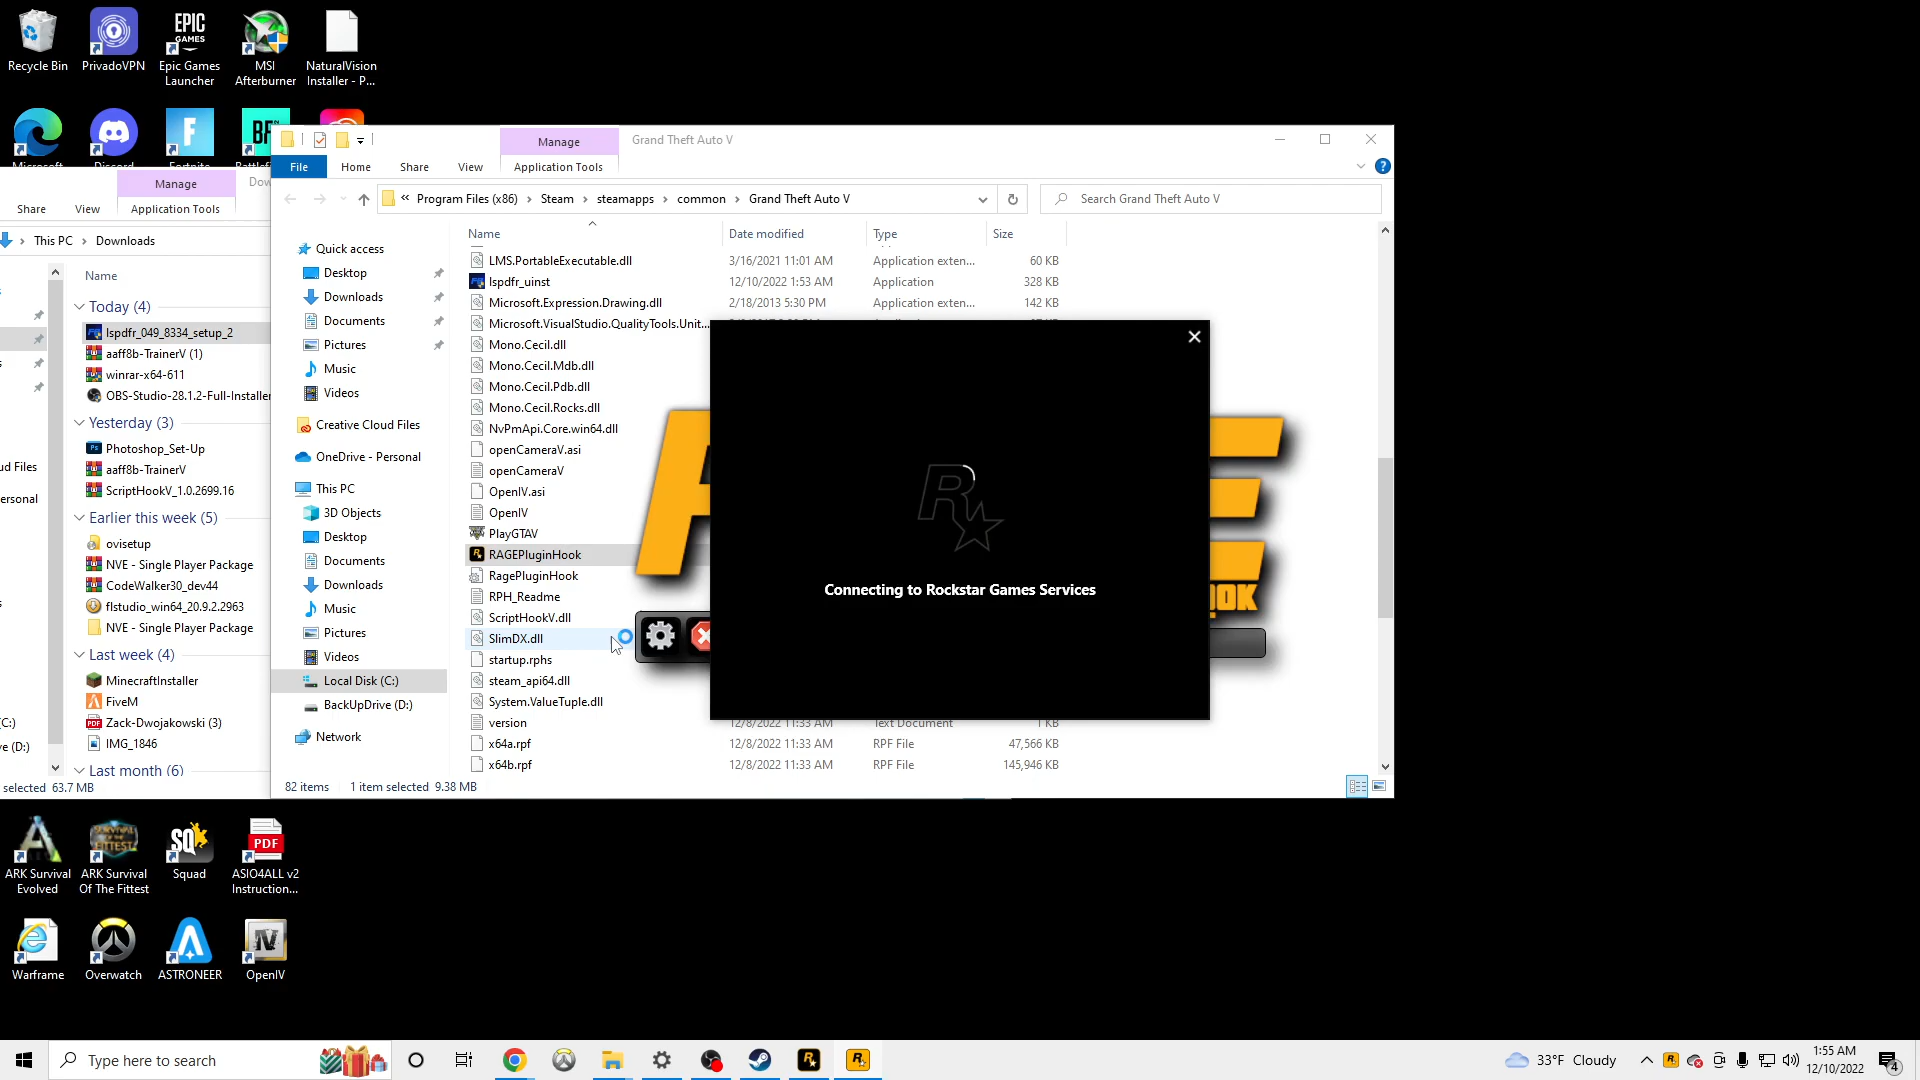 Recycle Bin
PrivadoVPN
Epic Games
Launcher
MSI
Afterburner
NaturalVision
Installer - P...
EPIC
GAMES
Manage
Grand Theft Auto V
File
Home
Share
View
Application Tools
« Program Files (x86) › Steam › steamapps › common › Grand Theft Auto V
Search Grand Theft Auto V
Manage
Share
View
Application Tools
This PC › Downloads
Name
Today (4)
lspdfr_049_8334_setup_2
aaff8b-TrainerV (1)
winrar-x64-611
OBS-Studio-28.1.2-Full-Installer
Yesterday (3)
Photoshop_Set-Up
aaff8b-TrainerV
ScriptHookV_1.0.2699.16
Earlier this week (5)
ovisetup
NVE - Single Player Package
CodeWalker30_dev44
flstudio_win64_20.9.2.2963
NVE - Single Player Package
Last week (4)
MinecraftInstaller
FiveM
Zack-Dwojakowski (3)
IMG_1846
Last month (6)
selected 63.7 MB
Quick access
Desktop
Downloads
Documents
Pictures
Music
Videos
Creative Cloud Files
OneDrive - Personal
This PC
3D Objects
Desktop
Documents
Downloads
Music
Pictures
Videos
Local Disk (C:)
BackUpDrive (D:)
Network
Name Date modified Type Size
LMS.PortableExecutable.dll 3/16/2021 11:01 AM Application exten... 60 KB
lspdfr_uinst 12/10/2022 1:53 AM Application 328 KB
Microsoft.Expression.Drawing.dll 2/18/2013 5:30 PM Application exten... 142 KB
Microsoft.VisualStudio.QualityTools.Unit...
Mono.Cecil.dll
Mono.Cecil.Mdb.dll
Mono.Cecil.Pdb.dll
Mono.Cecil.Rocks.dll
NvPmApi.Core.win64.dll
openCameraV.asi
openCameraV
OpenIV.asi
OpenIV
PlayGTAV
RAGEPluginHook
RagePluginHook
RPH_Readme
ScriptHookV.dll
SlimDX.dll
startup.rphs
steam_api64.dll
System.ValueTuple.dll
version 12/8/2022 11:33 AM Text Document 1 KB
x64a.rpf 12/8/2022 11:33 AM RPF File 47,566 KB
x64b.rpf 12/8/2022 11:33 AM RPF File 145,946 KB
82 items 1 item selected 9.38 MB
Connecting to Rockstar Games Services
ARK Survival
Evolved
ARK Survival
Of The Fittest
Squad
ASIO4ALL v2
Instruction...
PDF
Warframe
Overwatch
ASTRONEER
OpenIV
Type here to search
33°F Cloudy
1:55 AM
12/10/2022
4